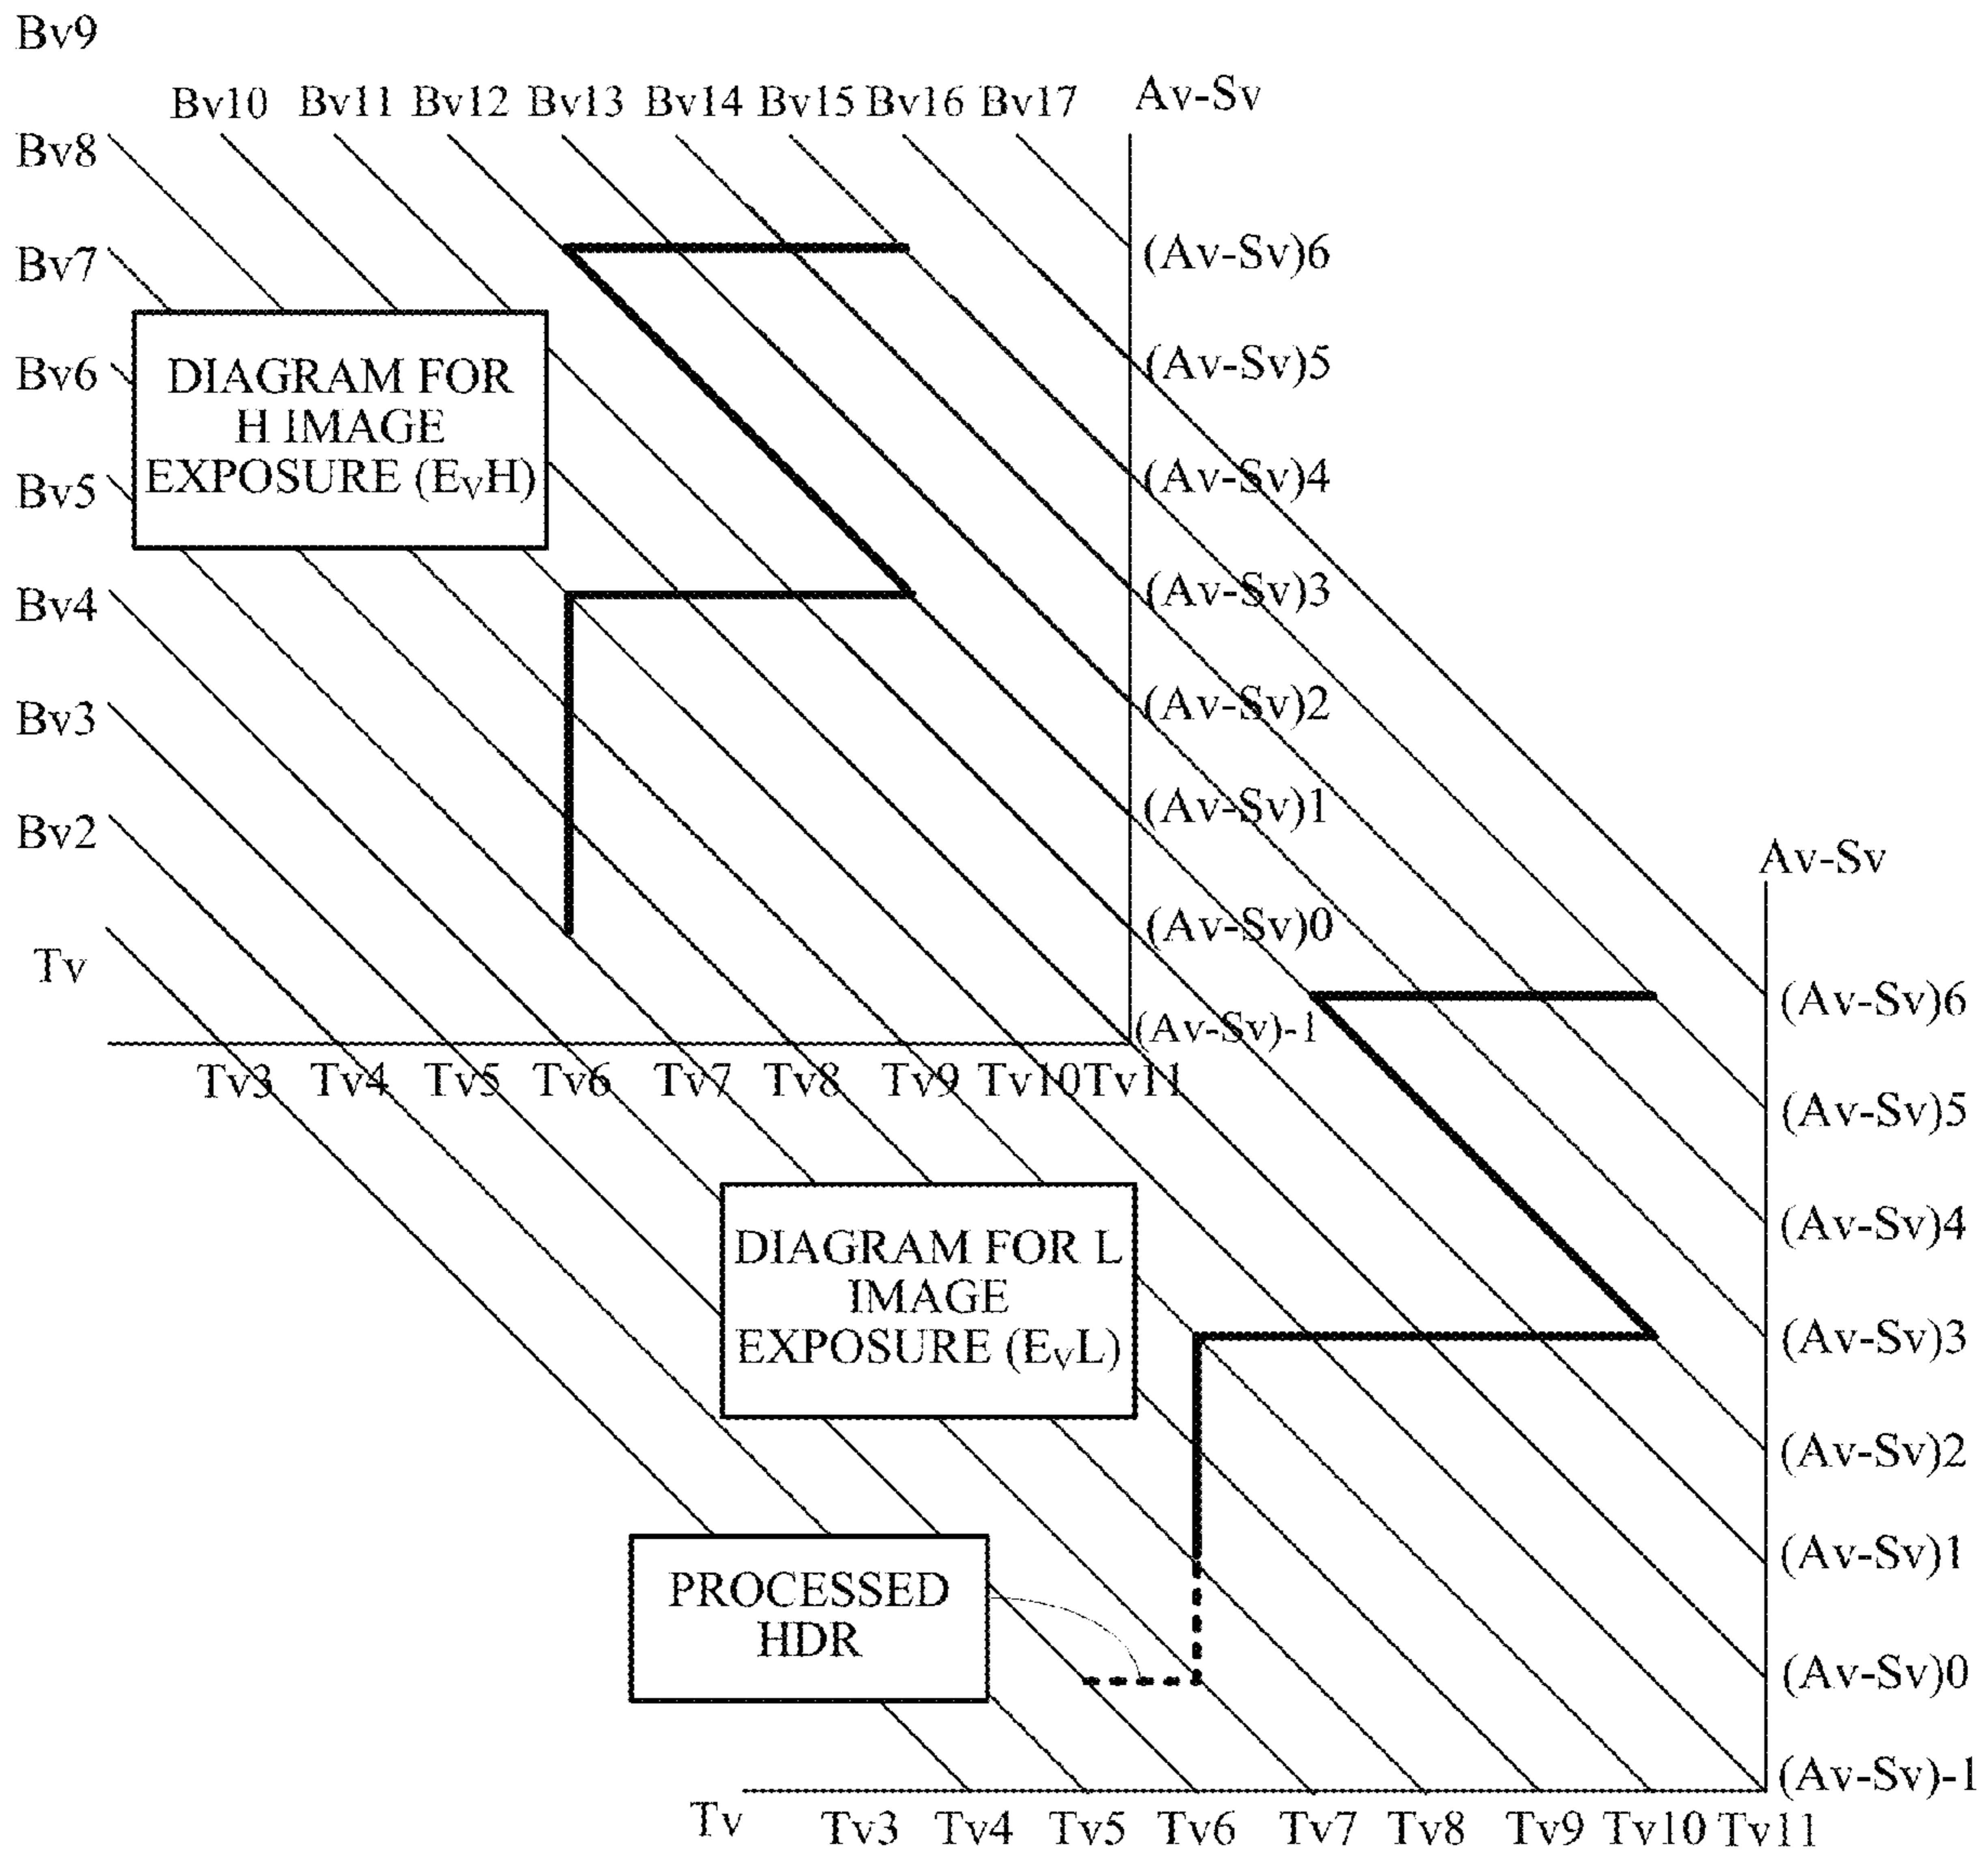 Bv9
Bv10 Bv11 Bv12 Bv13 Bv14 Bv15 Bv16 Bv17 Av-Sv
Bv8
Bv7 (Av-Sv)6
Bv6 (Av-Sv)5
DIAGRAM FOR
H IMAGE
EXPOSURE (EVH)
Bv5 (Av-Sv)4
Bv4 (Av-Sv)3
Bv3 (Av-Sv)2
Bv2 (Av-Sv)1
Av-Sv
(Av-Sv)0
Tv
(Av-Sv)6
(Av-Sv)-1
Tv3 Tv4 Tv5 Tv6 Tv7 Tv8 Tv9 Tv10 Tv11
(Av-Sv)5
(Av-Sv)4
DIAGRAM FOR L
IMAGE
EXPOSURE (EVL)
(Av-Sv)3
(Av-Sv)2
(Av-Sv)1
PROCESSED
HDR
(Av-Sv)0
(Av-Sv)-1
Tv Tv3 Tv4 Tv5 Tv6 Tv7 Tv8 Tv9 Tv10 Tv11